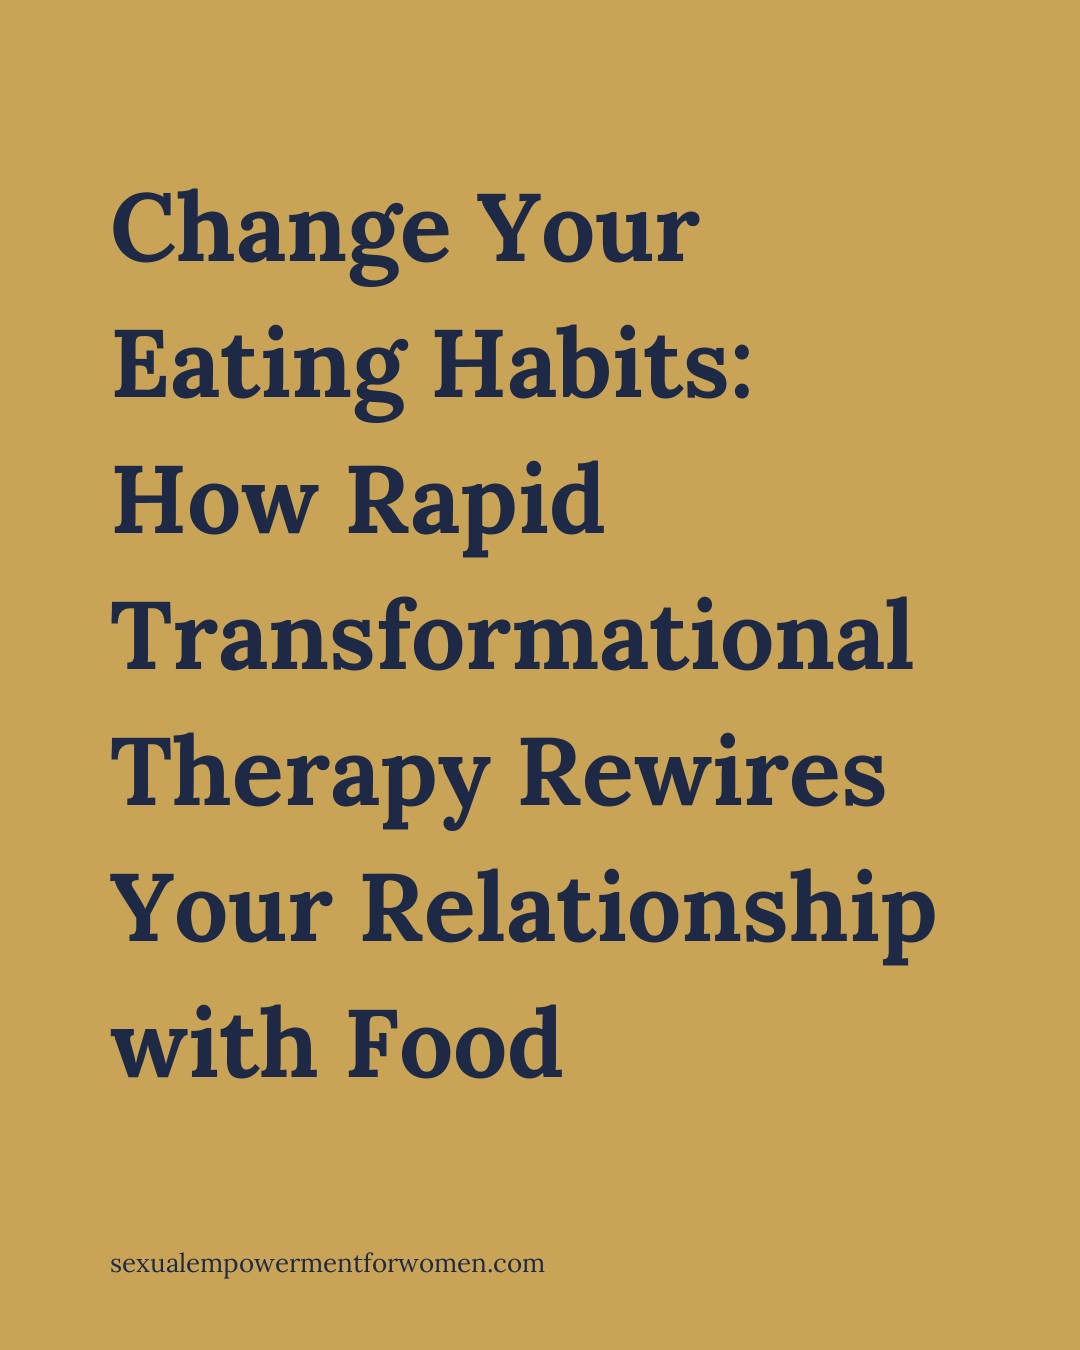 Change Your
Eating Habits:
How Rapid
Transformational
Therapy Rewires
Your Relationship
with Food
sexualempowermentforwomen.com